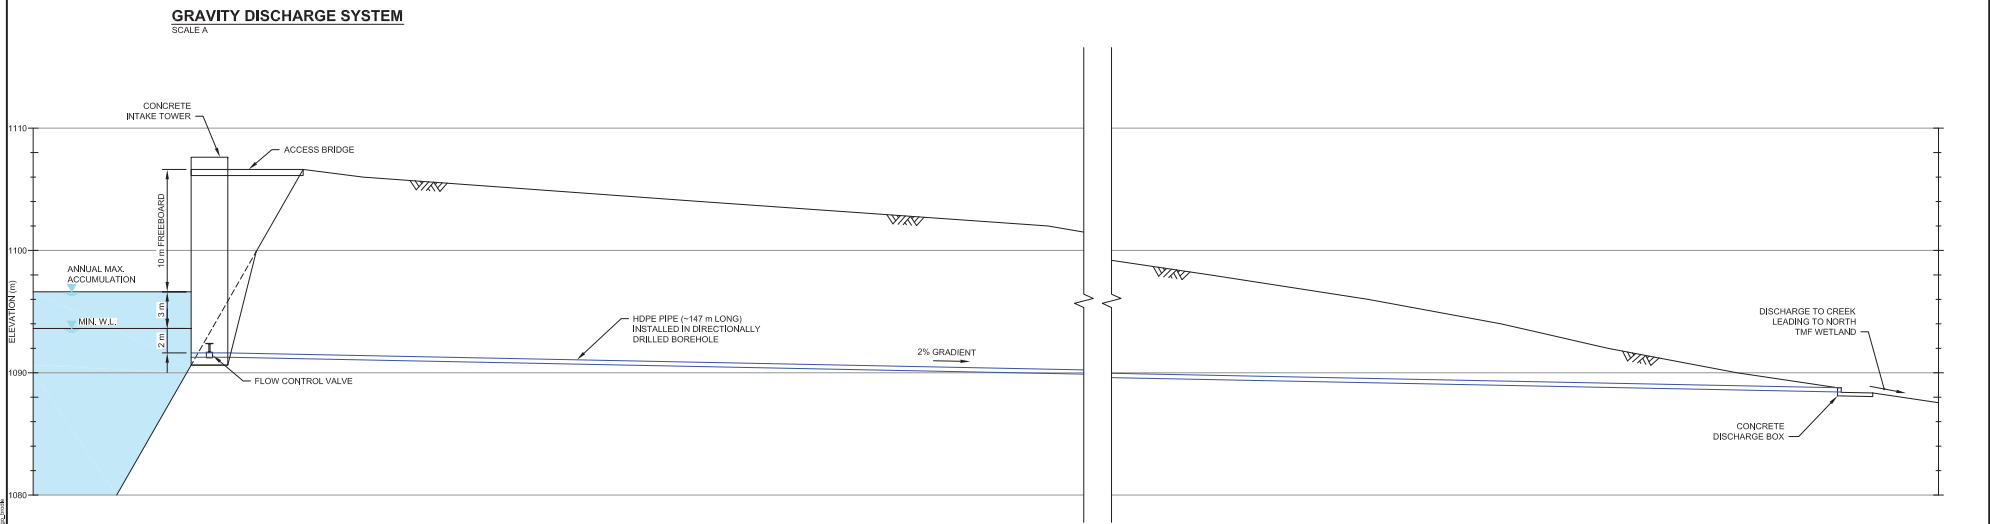 GRAVITY DISCHARGE SYSTEM
SCALE A
CONCRETE
INTAKE TOWER
ACCESS BRIDGE
1110
1100
1090
1080
ELEVATION (m)
10 m FREEBOARD
3 m
2 m
ANNUAL MAX.
ACCUMULATION
MIN. W.L.
FLOW CONTROL VALVE
HDPE PIPE (~147 m LONG)
INSTALLED IN DIRECTIONALLY
DRILLED BOREHOLE
2% GRADIENT
DISCHARGE TO CREEK
LEADING TO NORTH
TMF WETLAND
CONCRETE
DISCHARGE BOX